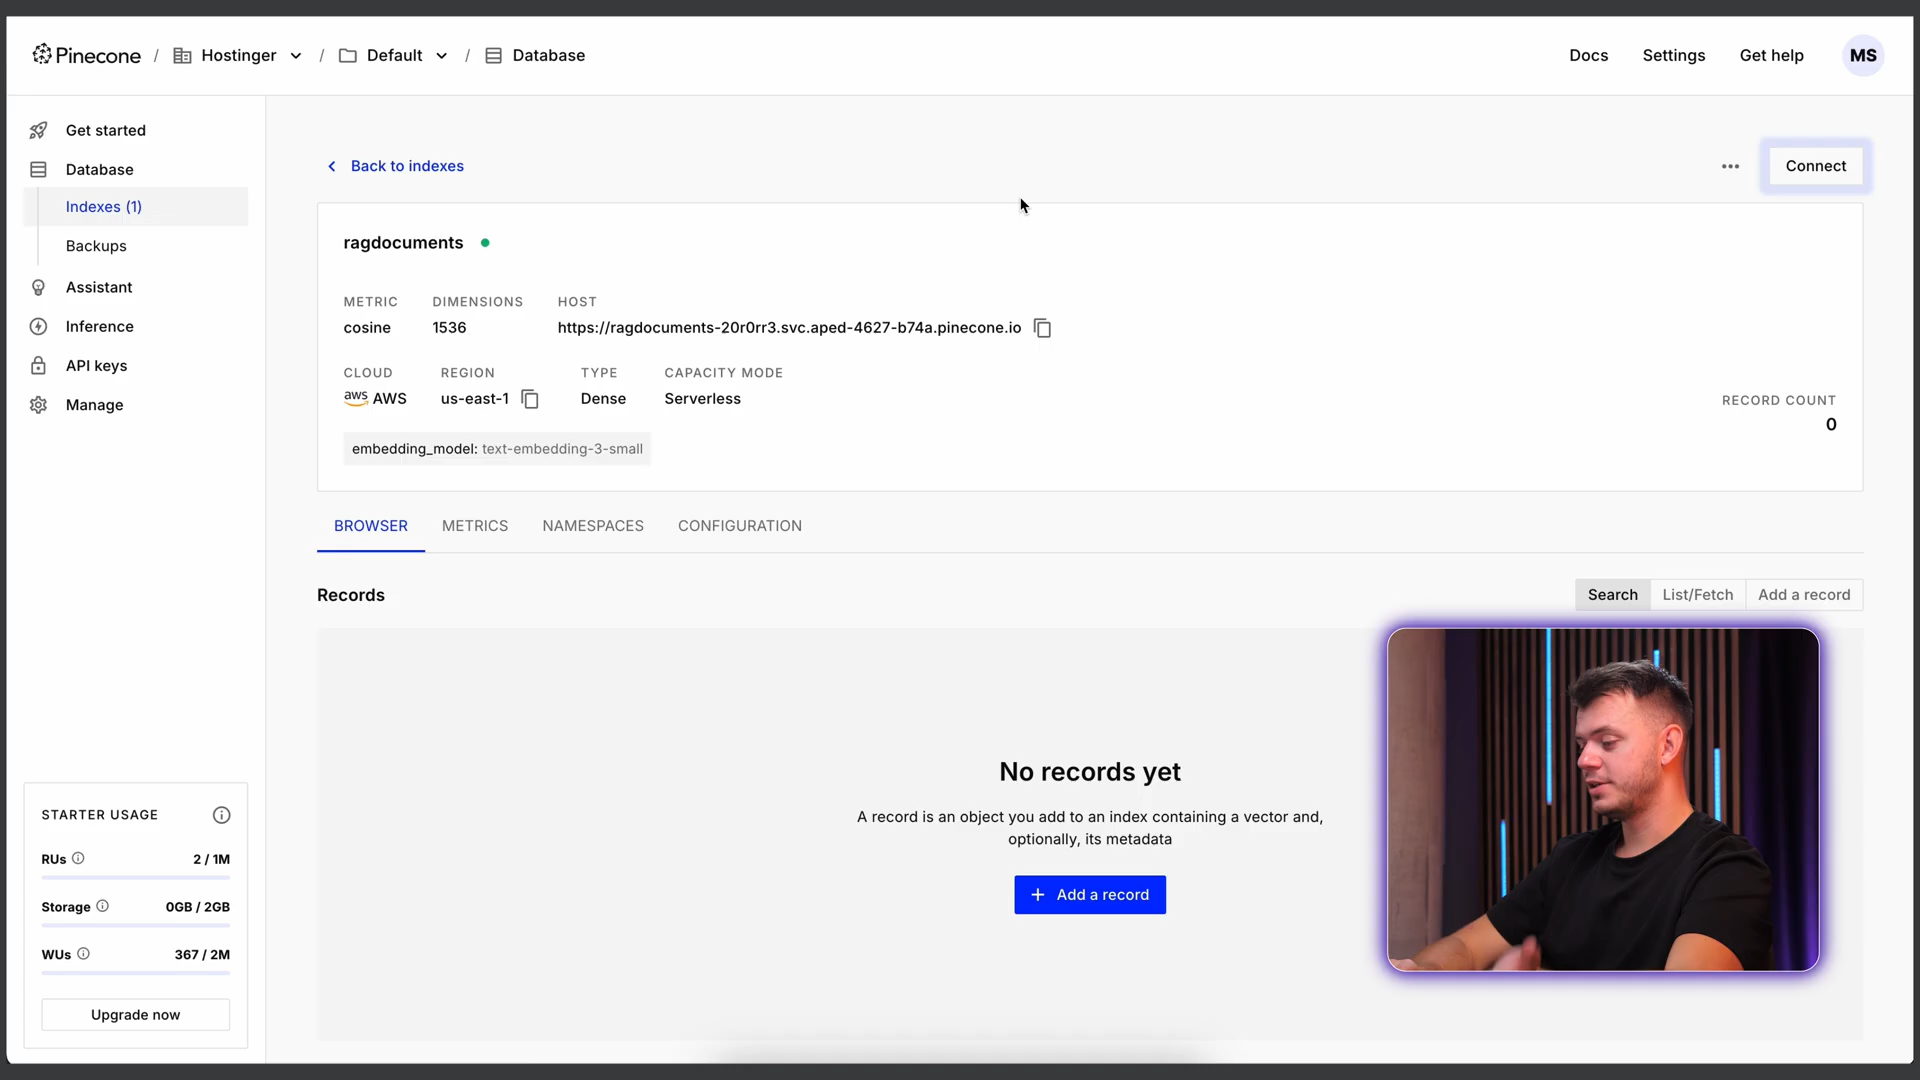 Pinecone / Hostinger / Default / Database
Docs Settings Get help MS
Get started
Database
Indexes (1)
Backups
Assistant
Inference
API keys
Manage
STARTER USAGE
RUs 2 / 1M
Storage 0GB / 2GB
WUs 367 / 2M
Upgrade now
Back to indexes
Connect
ragdocuments
METRIC DIMENSIONS HOST
cosine 1536 https://ragdocuments-20r0rr3.svc.aped-4627-b74a.pinecone.io
CLOUD REGION TYPE CAPACITY MODE
aws AWS us-east-1 Dense Serverless
RECORD COUNT
0
embedding_model: text-embedding-3-small
BROWSER METRICS NAMESPACES CONFIGURATION
Records
Search List/Fetch Add a record
No records yet
A record is an object you add to an index containing a vector and,
optionally, its metadata
+ Add a record